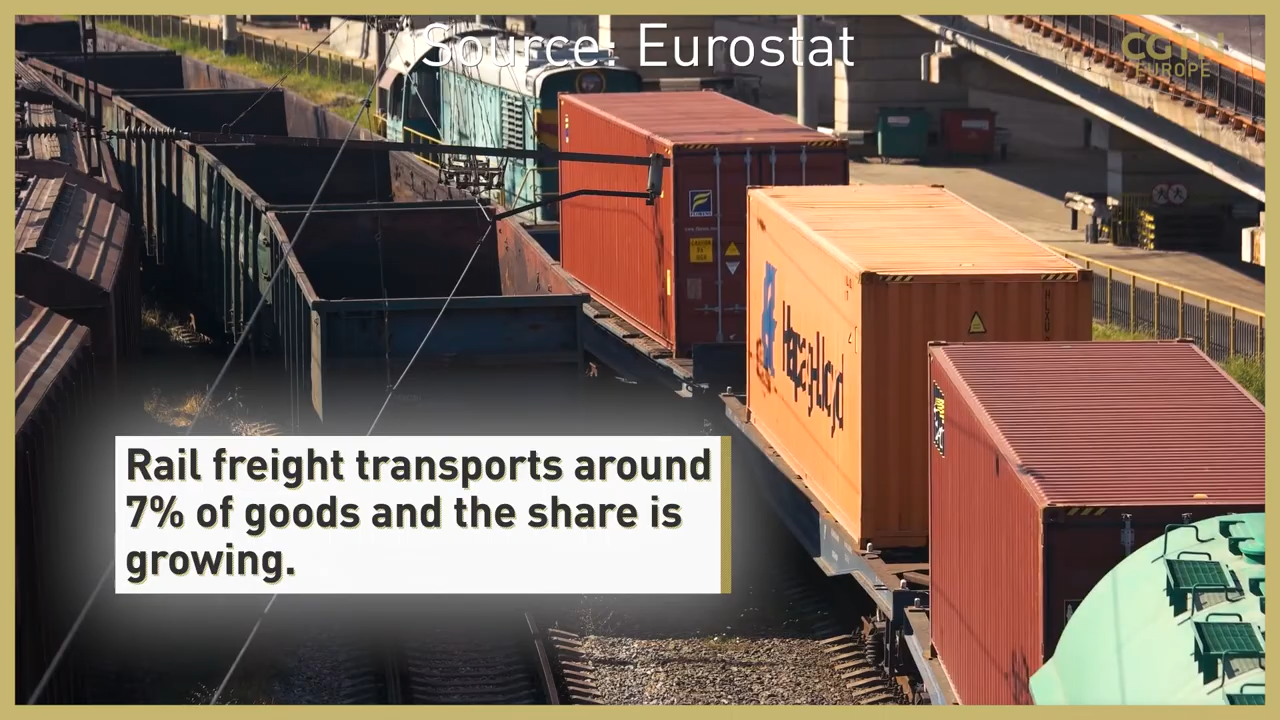 Source: Eurostat
CGTN
EUROPE
Hapag-Lloyd
Rail freight transports around
7% of goods and the share is
growing.